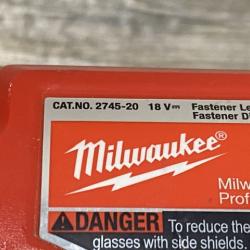 CAT.NO. 2745-20 18 V⎓ Fastener Le
Fastener D
Milwaukee
Milw
Prof
DANGER To reduce the
glasses with side shields.